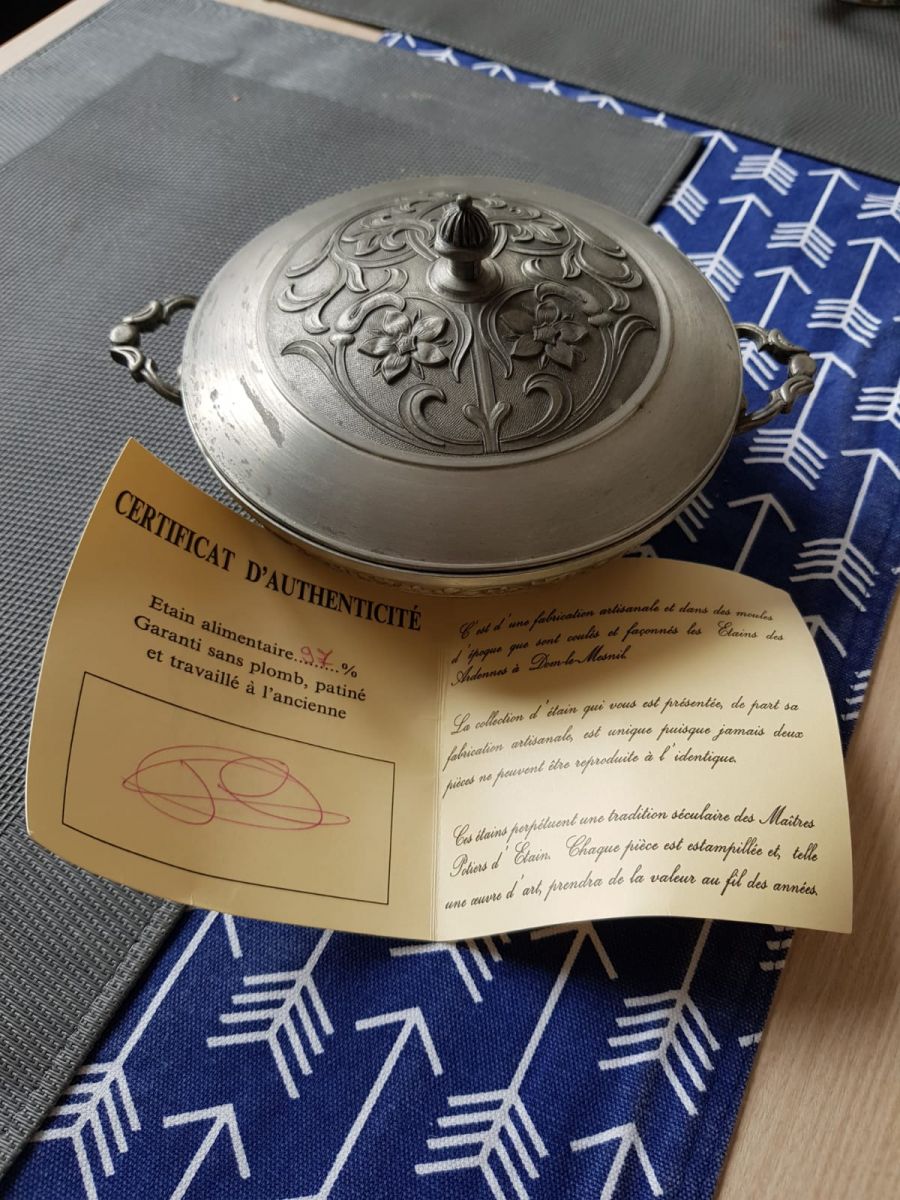 CERTIFICAT D'AUTHENTICITÉ
Etain alimentaire...97...%
Garanti sans plomb, patiné
et travaillé à l'ancienne
C'est d'une fabrication artisanale et dans des moules
d'époque que sont coulés et façonnés les Etains des
Ardennes à Dom-le-Mesnil.
La collection d'étain qui vous est présentée, de part sa
fabrication artisanale, est unique puisque jamais deux
pièces ne peuvent être reproduite à l'identique.
Ces étains perpétuent une tradition séculaire des Maîtres
Potiers d'Etain. Chaque pièce est estampillée et, telle
une œuvre d'art, prendra de la valeur au fil des années.